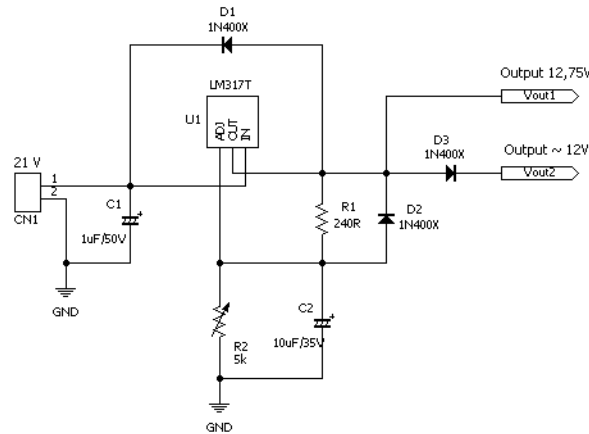 D1
1N400X
Output 12,75V
Vout1
LM317T
U1
ADJ
OUT
IN
D3
1N400X
Output ~ 12V
Vout2
21 V
1
2
CN1
C1
+
1uF/50V
R1
240R
D2
1N400X
GND
R2
5k
C2
+
10uF/35V
GND